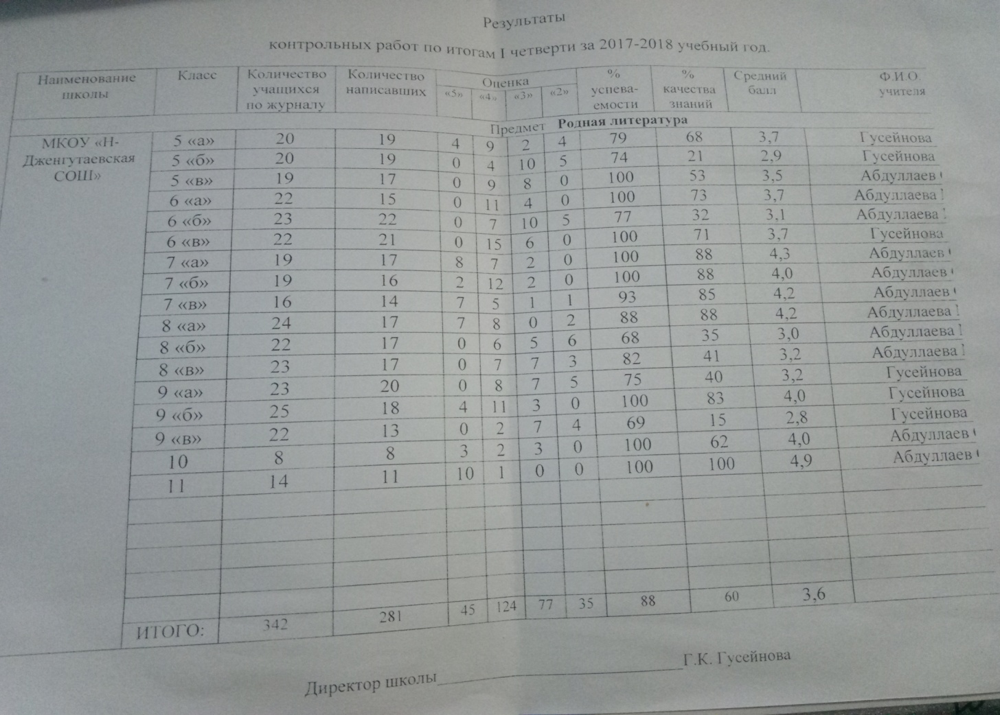 Результаты
контрольных работ по итогам I четверти за 2017-2018 учебный год.
Наименование школы Класс Количество учащихся по журналу Количество написавших Оценка «5» «4» «3» «2» % успева-емости % качества знаний Средний балл Ф.И.О. учителя
Предмет Родная литература
МКОУ «Н-Дженгутаевская СОШ»
5 «а» 20 19 4 9 2 4 79 68 3,7 Гусейнова
5 «б» 20 19 0 4 10 5 74 21 2,9 Гусейнова
5 «в» 19 17 0 9 8 0 100 53 3,5 Абдуллаев
6 «а» 22 15 0 11 4 0 100 73 3,7 Абдуллаева
6 «б» 23 22 0 7 10 5 77 32 3,1 Абдуллаева
6 «в» 22 21 0 15 6 0 100 71 3,7 Гусейнова
7 «а» 19 17 8 7 2 0 100 88 4,3 Абдуллаев
7 «б» 19 16 2 12 2 0 100 88 4,0 Абдуллаев
7 «в» 16 14 7 5 1 1 93 85 4,2 Абдуллаев
8 «а» 24 17 7 8 0 2 88 88 4,2 Абдуллаева
8 «б» 22 17 0 6 5 6 68 35 3,0 Абдуллаева
8 «в» 23 17 0 7 7 3 82 41 3,2 Абдуллаева
9 «а» 23 20 0 8 7 5 75 40 3,2 Гусейнова
9 «б» 25 18 4 11 3 0 100 83 4,0 Гусейнова
9 «в» 22 13 0 2 7 4 69 15 2,8 Гусейнова
10 8 8 3 2 3 0 100 62 4,0 Абдуллаев
11 14 11 10 1 0 0 100 100 4,9 Абдуллаев
ИТОГО: 342 281 45 124 77 35 88 60 3,6
Директор школы Г.К. Гусейнова